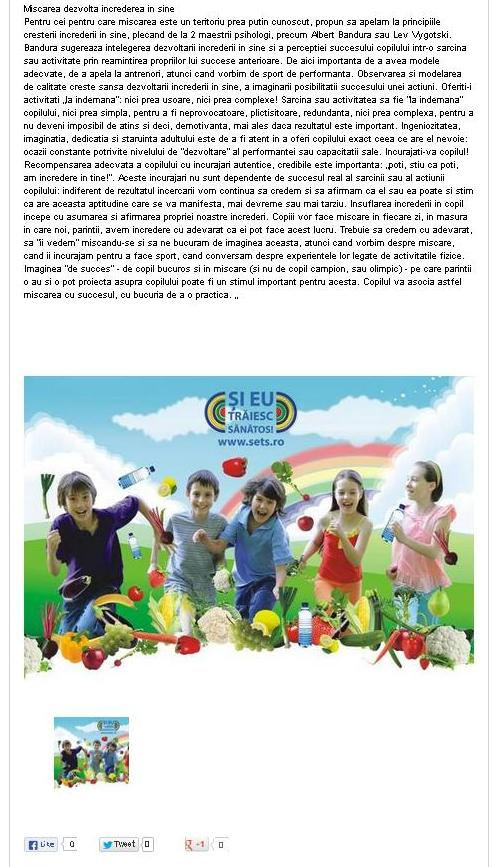 Miscarea dezvolta increderea in sine
Pentru cei pentru care miscarea este un teritoriu prea putin cunoscut, propun sa apelam la principiile
cresterii increderii in sine, plecand de la 2 maestrii psihologi, precum Albert Bandura sau Lev Vygotski.
Bandura sugereaza intelegerea dezvoltarii increderii in sine si a perceptiei succesului copilului intr-o sarcina
sau activitate prin reamintirea propriilor lui succese anterioare. De aici importanta de a avea modele
adecvate, de a apela la antrenori, atunci cand vorbim de sport de performanta. Observarea si modelarea
de calitate creste sansa dezvoltarii increderii in sine, a imaginarii posibilitatii succesului unei actiuni. Oferiti-i
activitati „la indemana": nici prea usoare, nici prea complexe! Sarcina sau activitatea sa fie "la indemana"
copilului, nici prea simpla, pentru a fi neprovocatoare, plictisitoare, redundanta, nici prea complexa, pentru a
nu deveni imposibil de atins si deci, demotivanta, mai ales daca rezultatul este important. Ingeniozitatea,
imaginatia, dedicatia si staruinta adultului este de a fi atent in a oferi copilului exact ceea ce are el nevoie:
ocazii constante potrivite nivelului de "dezvoltare" al performantei sau capacitatii sale. Incurajati-va copilul!
Recompensarea adecvata a copilului cu incurajari autentice, credibile este importanta: „poti, stiu ca poti,
am incredere in tine!". Aceste incurajari nu sunt dependente de succesul real al sarcinii sau al actiunii
copilului: indiferent de rezultatul incercarii vom continua sa credem si sa afirmam ca el sau ea poate si stim
ca are aceasta aptitudine care se va manifesta, mai devreme sau mai tarziu. Insuflarea increderii in copil
incepe cu asumarea si afirmarea propriei noastre increderi. Copiii vor face miscare in fiecare zi, in masura
in care noi, parintii, avem incredere cu adevarat ca ei pot face acest lucru. Trebuie sa credem cu adevarat,
sa "ii vedem" miscandu-se si sa ne bucuram de imaginea aceasta, atunci cand vorbim despre miscare,
cand ii incurajam pentru a face sport, cand conversam despre experientele lor legate de activitatile fizice.
Imaginea "de succes" - de copil bucuros si in miscare (si nu de copil campion, sau olimpic) - pe care parintii
o au si o pot proiecta asupra copilului poate fi un stimul important pentru acesta. Copilul va asocia astfel
miscarea cu succesul, cu bucuria de a o practica. „
ȘI EU
TRĂIESC
SĂNĂTOS!
www.sets.ro
ȘI EU
Like 0 Tweet 0 +1 0